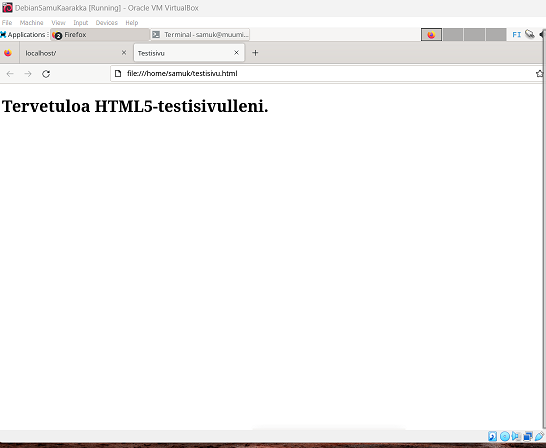 DebianSamuKaarakka [Running] - Oracle VM VirtualBox
File Machine View Input Devices Help
Applications 2 Firefox Terminal - samuk@muumi... FI
localhost/ Testisivu
file:///home/samuk/testisivu.html
Tervetuloa HTML5-testisivulleni.